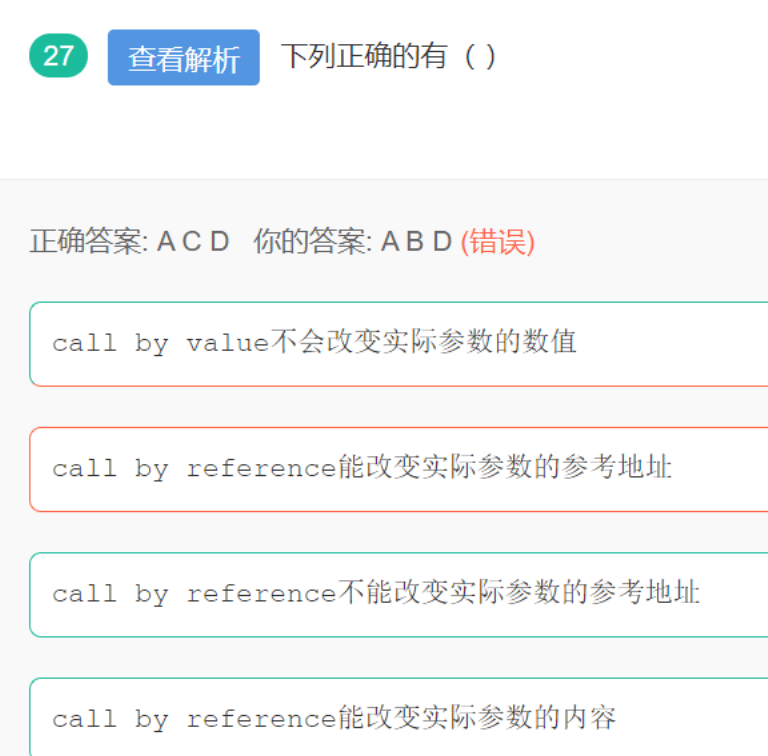 27 查看解析 下列正确的有（ ）
正确答案: A C D 你的答案: A B D (错误)
call by value不会改变实际参数的数值
call by reference能改变实际参数的参考地址
call by reference不能改变实际参数的参考地址
call by reference能改变实际参数的内容